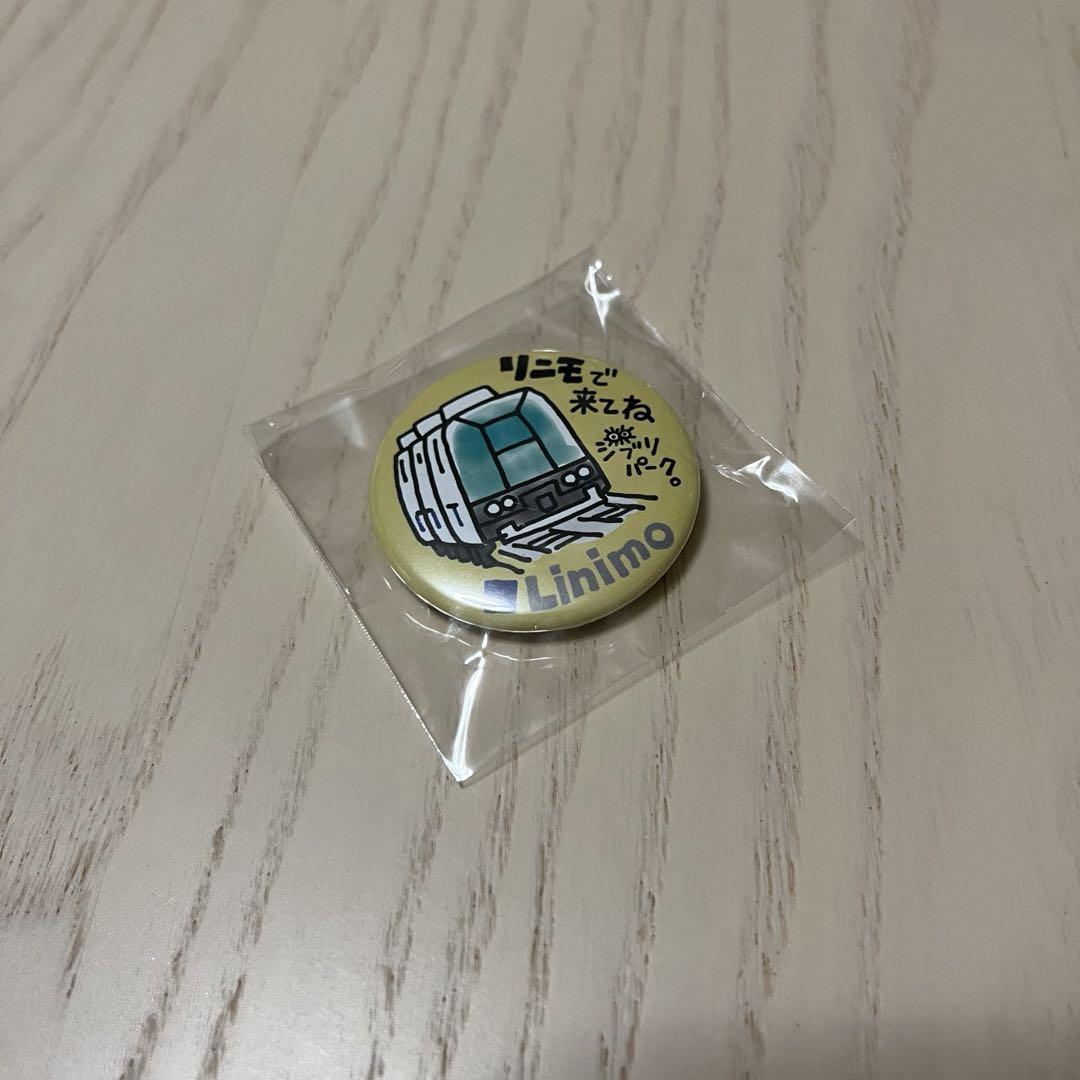 リニモで
来てね
ジブリ
パーク。
Linimo